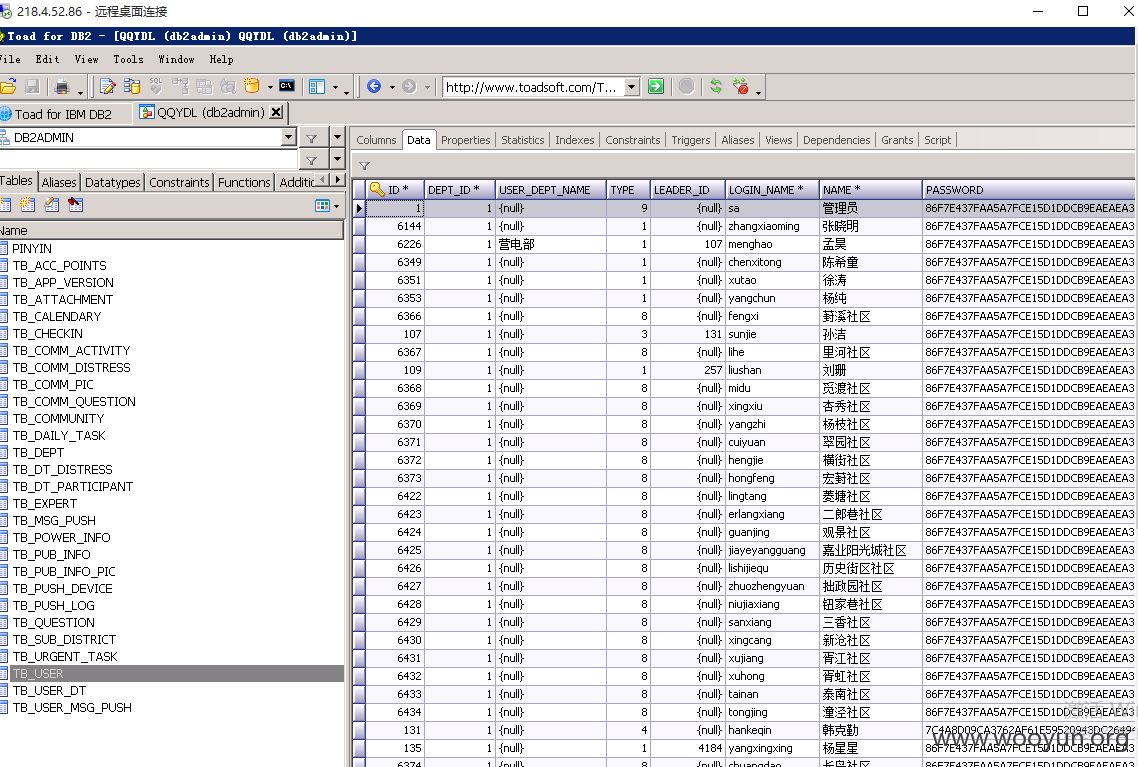 218.4.52.86 - 远程桌面连接
Toad for DB2 - [QQYDL (db2admin) QQYDL (db2admin)]
File Edit View Tools Window Help
http://www.toadsoft.com/T...
Toad for IBM DB2 QQYDL (db2admin)
DB2ADMIN
Columns Data Properties Statistics Indexes Constraints Triggers Aliases Views Dependencies Grants Script
Tables Aliases Datatypes Constraints Functions Additic
Name
PINYIN
TB_ACC_POINTS
TB_APP_VERSION
TB_ATTACHMENT
TB_CALENDARY
TB_CHECKIN
TB_COMM_ACTIVITY
TB_COMM_DISTRESS
TB_COMM_PIC
TB_COMM_QUESTION
TB_COMMUNITY
TB_DAILY_TASK
TB_DEPT
TB_DT_DISTRESS
TB_DT_PARTICIPANT
TB_EXPERT
TB_MSG_PUSH
TB_POWER_INFO
TB_PUB_INFO
TB_PUB_INFO_PIC
TB_PUSH_DEVICE
TB_PUSH_LOG
TB_QUESTION
TB_SUB_DISTRICT
TB_URGENT_TASK
TB_USER
TB_USER_DT
TB_USER_MSG_PUSH
ID * DEPT_ID * USER_DEPT_NAME TYPE LEADER_ID LOGIN_NAME * NAME * PASSWORD
1 1 {null} 9 {null} sa 管理员 86F7E437FAA5A7FCE15D1DDCB9EAEAEA3
6144 1 {null} 1 {null} zhangxiaoming 张晓明 86F7E437FAA5A7FCE15D1DDCB9EAEAEA3
6226 1 营电部 1 107 menghao 孟昊 86F7E437FAA5A7FCE15D1DDCB9EAEAEA3
6349 1 {null} 1 {null} chenxitong 陈希童 86F7E437FAA5A7FCE15D1DDCB9EAEAEA3
6351 1 {null} 1 {null} xutao 徐涛 86F7E437FAA5A7FCE15D1DDCB9EAEAEA3
6353 1 {null} 1 {null} yangchun 杨纯 86F7E437FAA5A7FCE15D1DDCB9EAEAEA3
6366 1 {null} 8 {null} fengxi 葑溪社区 86F7E437FAA5A7FCE15D1DDCB9EAEAEA3
107 1 {null} 3 131 sunjie 孙洁 86F7E437FAA5A7FCE15D1DDCB9EAEAEA3
6367 1 {null} 8 {null} lihe 里河社区 86F7E437FAA5A7FCE15D1DDCB9EAEAEA3
109 1 {null} 1 257 liushan 刘珊 86F7E437FAA5A7FCE15D1DDCB9EAEAEA3
6368 1 {null} 8 {null} midu 觅渡社区 86F7E437FAA5A7FCE15D1DDCB9EAEAEA3
6369 1 {null} 8 {null} xingxiu 杏秀社区 86F7E437FAA5A7FCE15D1DDCB9EAEAEA3
6370 1 {null} 8 {null} yangzhi 杨枝社区 86F7E437FAA5A7FCE15D1DDCB9EAEAEA3
6371 1 {null} 8 {null} cuiyuan 翠园社区 86F7E437FAA5A7FCE15D1DDCB9EAEAEA3
6372 1 {null} 8 {null} hengjie 横街社区 86F7E437FAA5A7FCE15D1DDCB9EAEAEA3
6373 1 {null} 8 {null} hongfeng 宏葑社区 86F7E437FAA5A7FCE15D1DDCB9EAEAEA3
6422 1 {null} 8 {null} lingtang 菱塘社区 86F7E437FAA5A7FCE15D1DDCB9EAEAEA3
6423 1 {null} 8 {null} erlangxiang 二郎巷社区 86F7E437FAA5A7FCE15D1DDCB9EAEAEA3
6424 1 {null} 8 {null} guanjing 观景社区 86F7E437FAA5A7FCE15D1DDCB9EAEAEA3
6425 1 {null} 8 {null} jiayeyangguang 嘉业阳光城社区 86F7E437FAA5A7FCE15D1DDCB9EAEAEA3
6426 1 {null} 8 {null} lishijiequ 历史街区社区 86F7E437FAA5A7FCE15D1DDCB9EAEAEA3
6427 1 {null} 8 {null} zhuozhengyuan 拙政园社区 86F7E437FAA5A7FCE15D1DDCB9EAEAEA3
6428 1 {null} 8 {null} niujiaxiang 钮家巷社区 86F7E437FAA5A7FCE15D1DDCB9EAEAEA3
6429 1 {null} 8 {null} sanxiang 三香社区 86F7E437FAA5A7FCE15D1DDCB9EAEAEA3
6430 1 {null} 8 {null} xingcang 新沧社区 86F7E437FAA5A7FCE15D1DDCB9EAEAEA3
6431 1 {null} 8 {null} xujiang 胥江社区 86F7E437FAA5A7FCE15D1DDCB9EAEAEA3
6432 1 {null} 8 {null} xuhong 胥虹社区 86F7E437FAA5A7FCE15D1DDCB9EAEAEA3
6433 1 {null} 8 {null} tainan 泰南社区 86F7E437FAA5A7FCE15D1DDCB9EAEAEA3
6434 1 {null} 8 {null} tongjing 潼泾社区 86F7E437FAA5A7FCE15D1DDCB9EAEAEA3
131 1 {null} 4 {null} hankeqin 韩克勤 7C4A8D09CA3762AF61E59520943DC26494
135 1 {null} 1 4184 yangxingxing 杨星星
6374 1 {null} 8 {null} chuangdao
激活 Win
www.wooyun.org